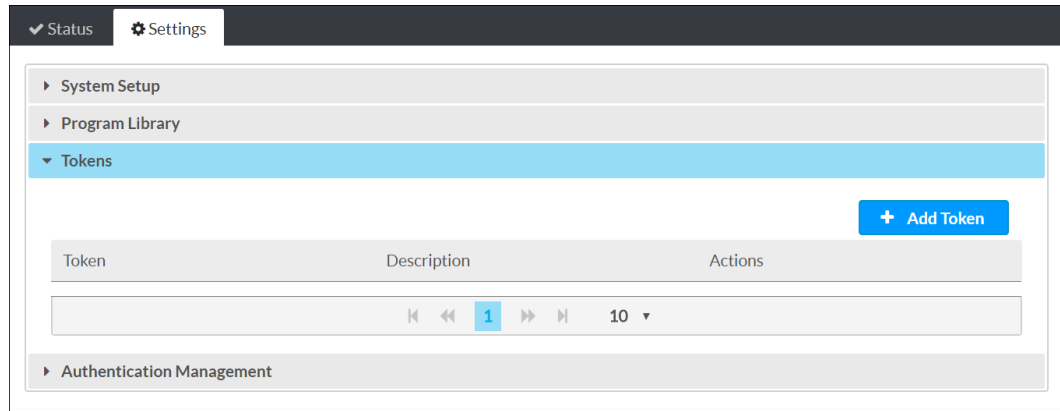 Status Settings
System Setup
Program Library
Tokens
+ Add Token
Token Description Actions
1 10
Authentication Management